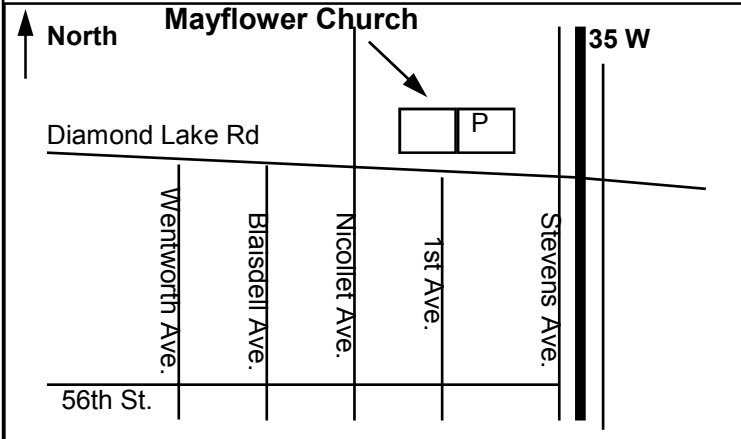 Mayflower Church
North
35 W
P
Diamond Lake Rd
Wentworth Ave.
Blaisdell Ave.
Nicollet Ave.
1st Ave.
Stevens Ave.
56th St.